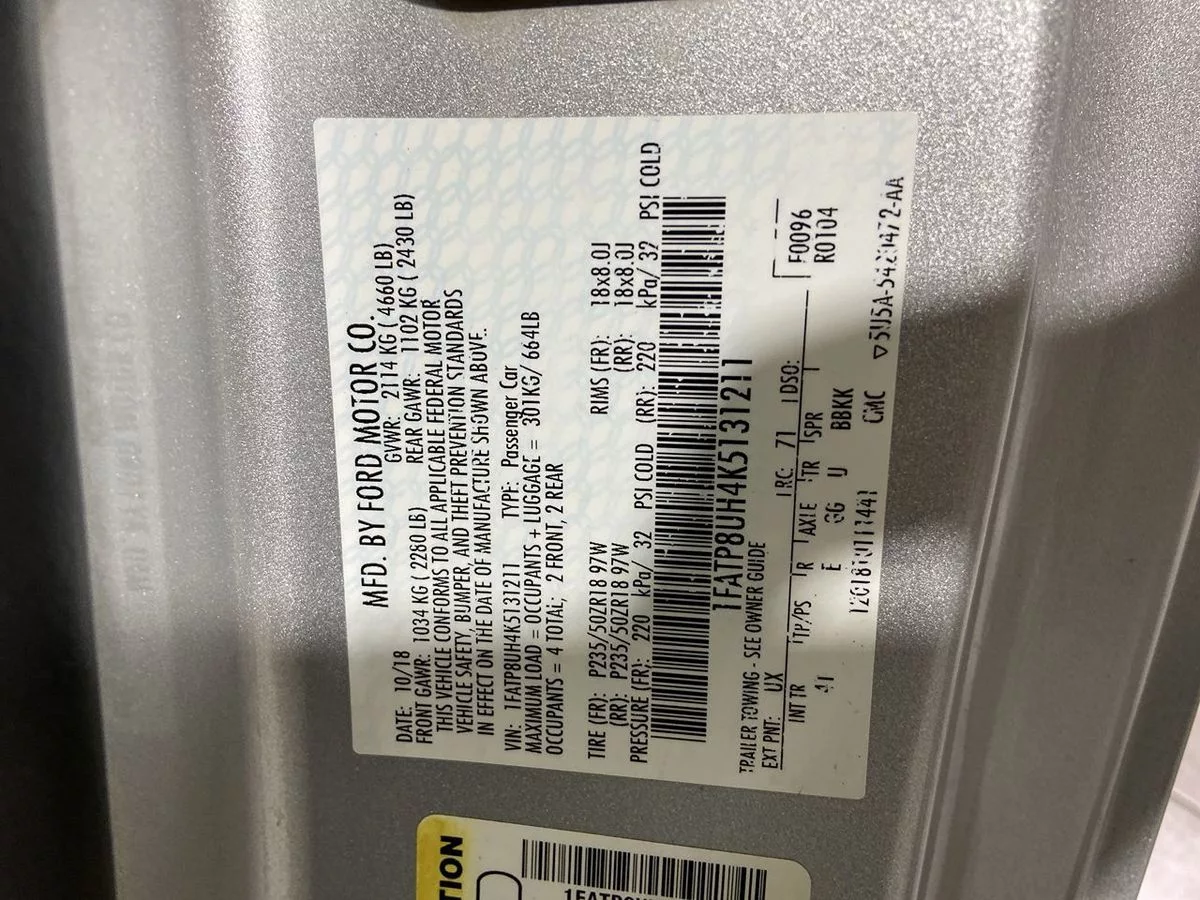 MFD. BY FORD MOTOR CO.
DATE: 10/18 GVWR: 2114 KG ( 4660 LB)
FRONT GAWR: 1034 KG ( 2280 LB) REAR GAWR: 1102 KG ( 2430 LB)
THIS VEHICLE CONFORMS TO ALL APPLICABLE FEDERAL MOTOR
VEHICLE SAFETY, BUMPER, AND THEFT PREVENTION STANDARDS
IN EFFECT ON THE DATE OF MANUFACTURE SHOWN ABOVE.
VIN: 1FATP8UH4K5131211 TYPE: Passenger Car
MAXIMUM LOAD = OCCUPANTS + LUGGAGE = 301KG/ 664LB
OCCUPANTS = 4 TOTAL; 2 FRONT, 2 REAR
TIRE (FR): P235/50ZR18 97W RIMS (FR): 18x8.0J
(RR): P235/50ZR18 97W (RR): 18x8.0J
PRESSURE (FR): 220 kPa/ 32 PSI COLD (RR): 220 kPa/ 32 PSI COLD
1FATP8UH4K5131211
TRAILER TOWING - SEE OWNER GUIDE
EXT PNT: UX RC: 71 DSO:
F0096
INT TR TP/PS R AXLE TR SPR R0104
E U BBKK
CMC
TION